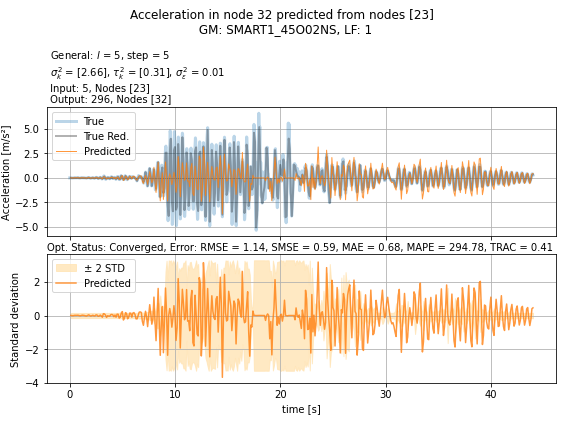 Acceleration in node 32 predicted from nodes [23]
GM: SMART1_45O02NS, LF: 1
General: l = 5, step = 5
σ²ₖ = [2.66], τ²ₖ = [0.31], σ²ε = 0.01
Input: 5, Nodes [23]
Output: 296, Nodes [32]
Acceleration [m/s²]
5.0
2.5
0.0
−2.5
−5.0
True
True Red.
Predicted
Opt. Status: Converged, Error: RMSE = 1.14, SMSE = 0.59, MAE = 0.68, MAPE = 294.78, TRAC = 0.41
Standard deviation
2
0
−2
−4
± 2 STD
Predicted
0
10
20
30
40
time [s]